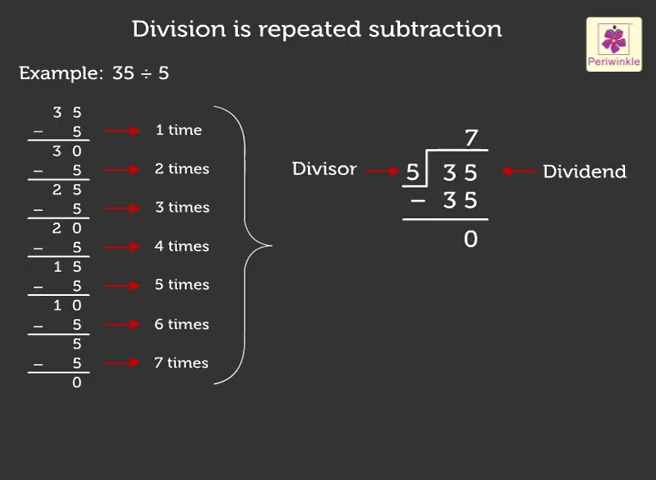 Division is repeated subtraction
Periwinkle
Example: 35 ÷ 5
3 5
– 5 1 time
3 0
– 5 2 times
2 5
– 5 3 times
2 0
– 5 4 times
1 5
– 5 5 times
1 0
– 5 6 times
5
– 5 7 times
0
7
Divisor 5 3 5 Dividend
– 3 5
0